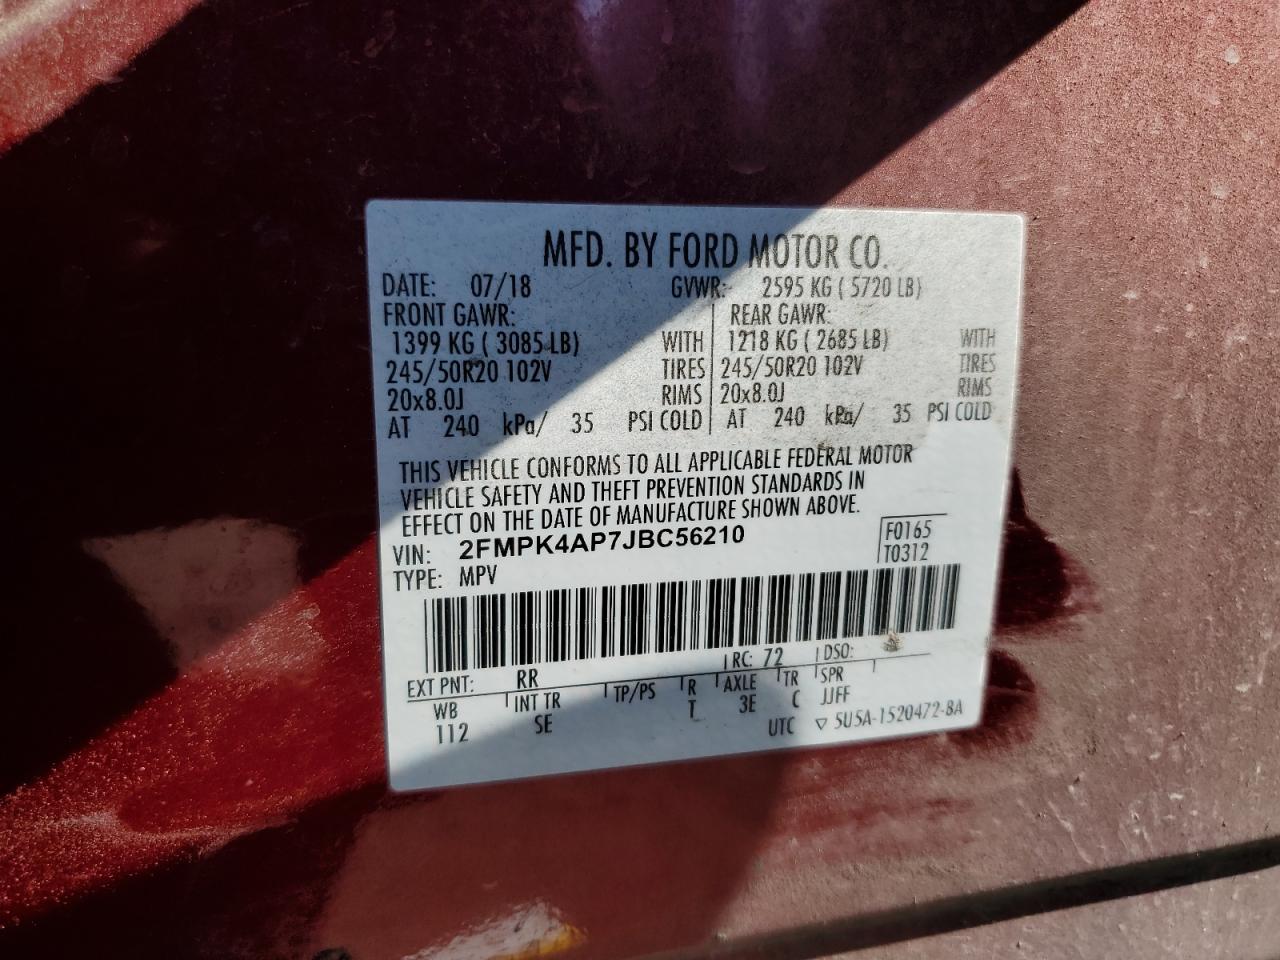 MFD. BY FORD MOTOR CO.
DATE: 07/18 GVWR: 2595 KG ( 5720 LB)
FRONT GAWR: REAR GAWR:
1399 KG ( 3085 LB) WITH 1218 KG ( 2685 LB) WITH
245/50R20 102V TIRES 245/50R20 102V TIRES
20x8.0J RIMS 20x8.0J RIMS
AT 240 kPa/ 35 PSI COLD AT 240 kPa/ 35 PSI COLD
THIS VEHICLE CONFORMS TO ALL APPLICABLE FEDERAL MOTOR
VEHICLE SAFETY AND THEFT PREVENTION STANDARDS IN
EFFECT ON THE DATE OF MANUFACTURE SHOWN ABOVE.
VIN: 2FMPK4AP7JBC56210 F0165
TYPE: MPV T0312
EXT PNT: RR RC: 72 DSO:
WB INT TR TP/PS R AXLE TR SPR
112 SE T 3E C JJFF
UTC ▽ 5U5A-1520472-BA